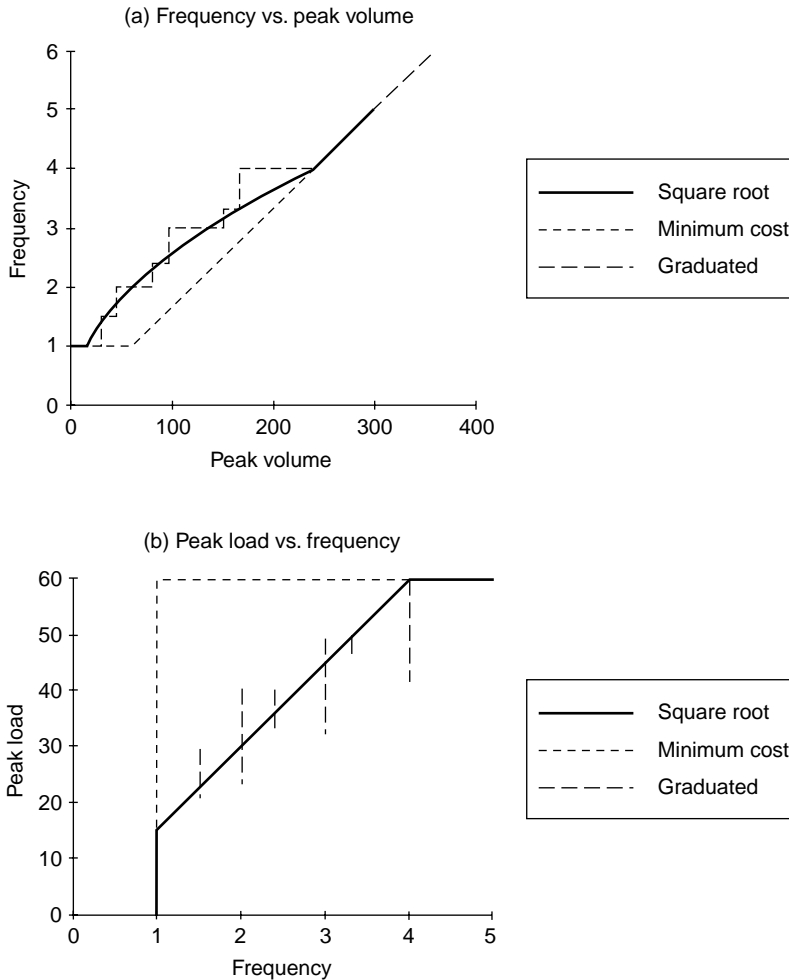 (a) Frequency vs. peak volume
6
5
4
3
2
1
0
Frequency
0 100 200 300 400
Peak volume
Square root
Minimum cost
Graduated
(b) Peak load vs. frequency
60
50
40
30
20
10
0
Peak load
0 1 2 3 4 5
Frequency
Square root
Minimum cost
Graduated